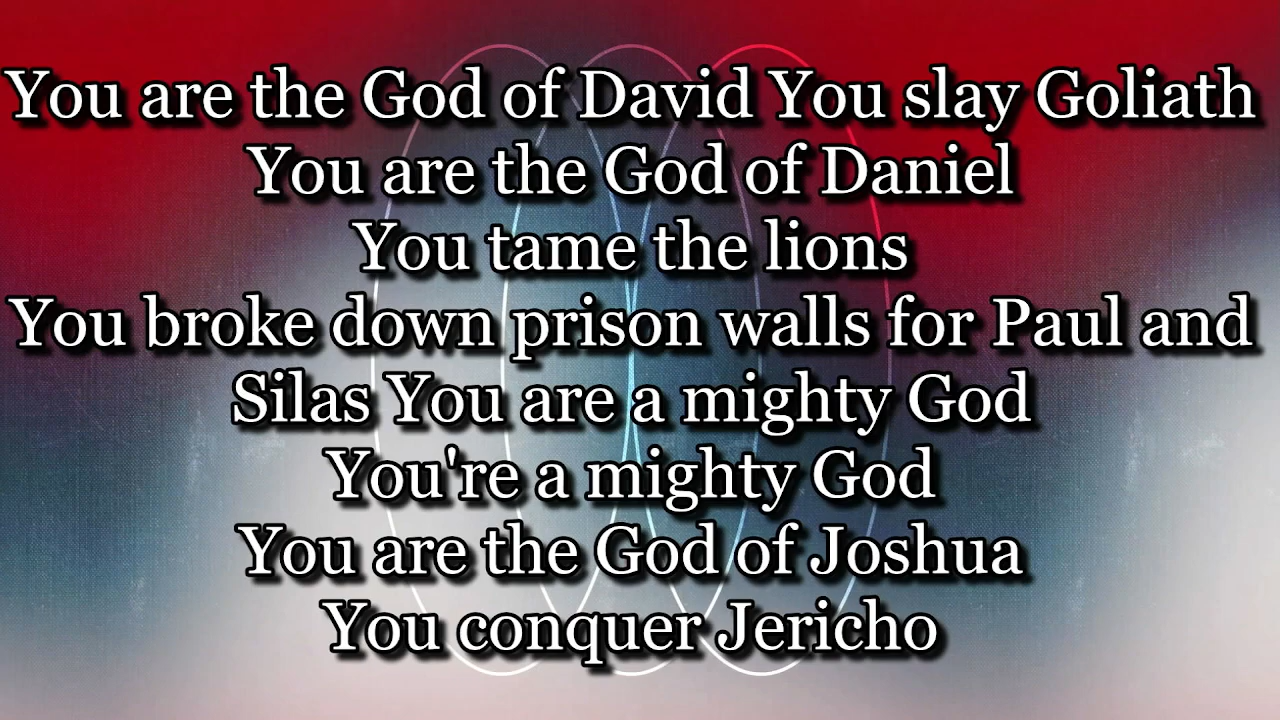 You are the God of David You slay Goliath
You are the God of Daniel
You tame the lions
You broke down prison walls for Paul and
Silas You are a mighty God
You're a mighty God
You are the God of Joshua
You conquer Jericho